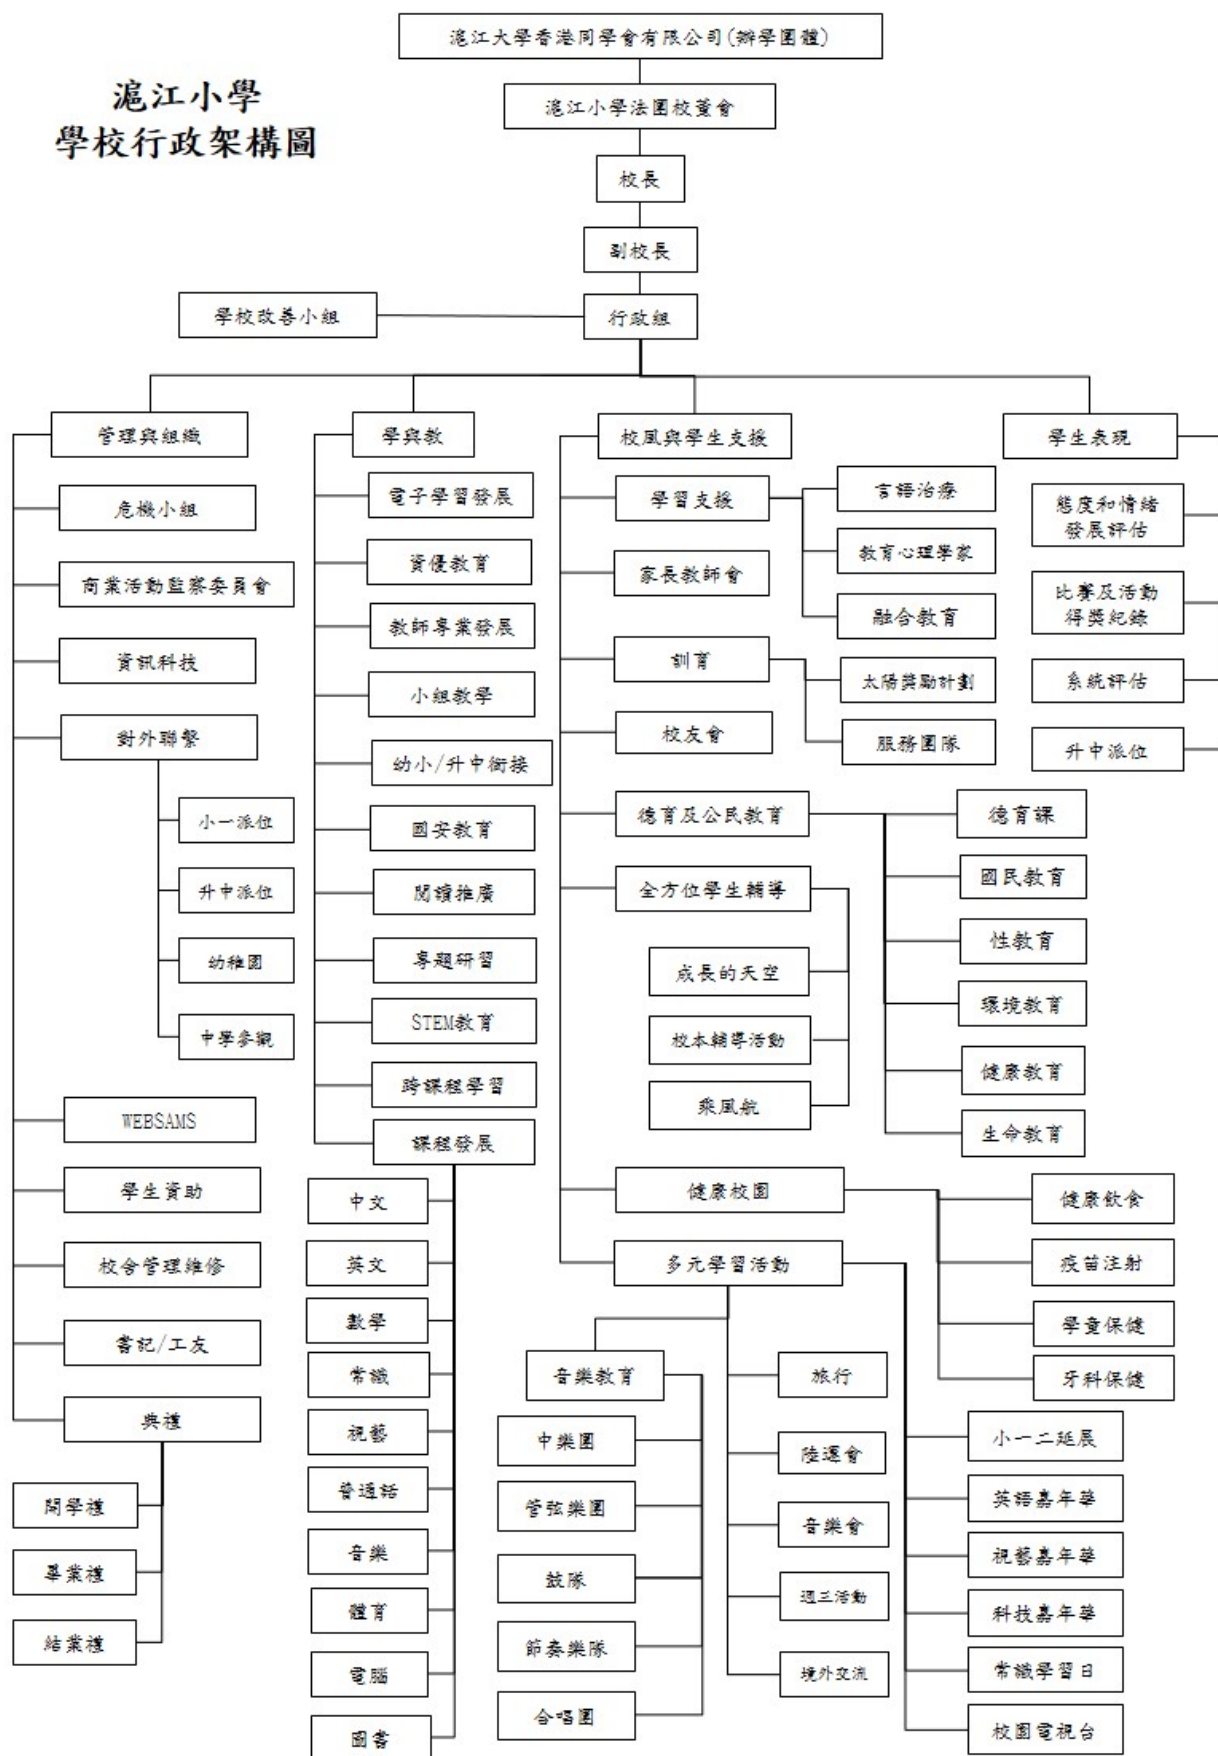 滬江大學香港同學會有限公司(辦學團體)
滬江小學
學校行政架構圖
滬江小學法團校董會
校長
副校長
學校改善小組
行政組
管理與組織
危機小組
商業活動監察委員會
資訊科技
對外聯繫
小一派位
升中派位
幼稚園
中學參觀
WEBSAMS
學生資助
校舍管理維修
書記/工友
典禮
開學禮
畢業禮
結業禮
學與教
電子學習發展
資優教育
教師專業發展
小組教學
幼小/升中銜接
國安教育
閱讀推廣
專題研習
STEM教育
跨課程學習
課程發展
中文
英文
數學
常識
視藝
普通話
音樂
體育
電腦
圖書
校風與學生支援
學習支援
言語治療
教育心理學家
融合教育
家長教師會
訓育
太陽獎勵計劃
服務團隊
校友會
德育及公民教育
德育課
國民教育
性教育
環境教育
健康教育
生命教育
全方位學生輔導
成長的天空
校本輔導活動
乘風航
健康校園
健康飲食
疫苗注射
學童保健
牙科保健
多元學習活動
音樂教育
中樂團
管弦樂團
鼓隊
節奏樂隊
合唱團
旅行
陸運會
音樂會
週三活動
境外交流
小一二延展
英語嘉年華
視藝嘉年華
科技嘉年華
常識學習日
校園電視台
學生表現
態度和情緒
發展評估
比賽及活動
得獎紀錄
系統評估
升中派位